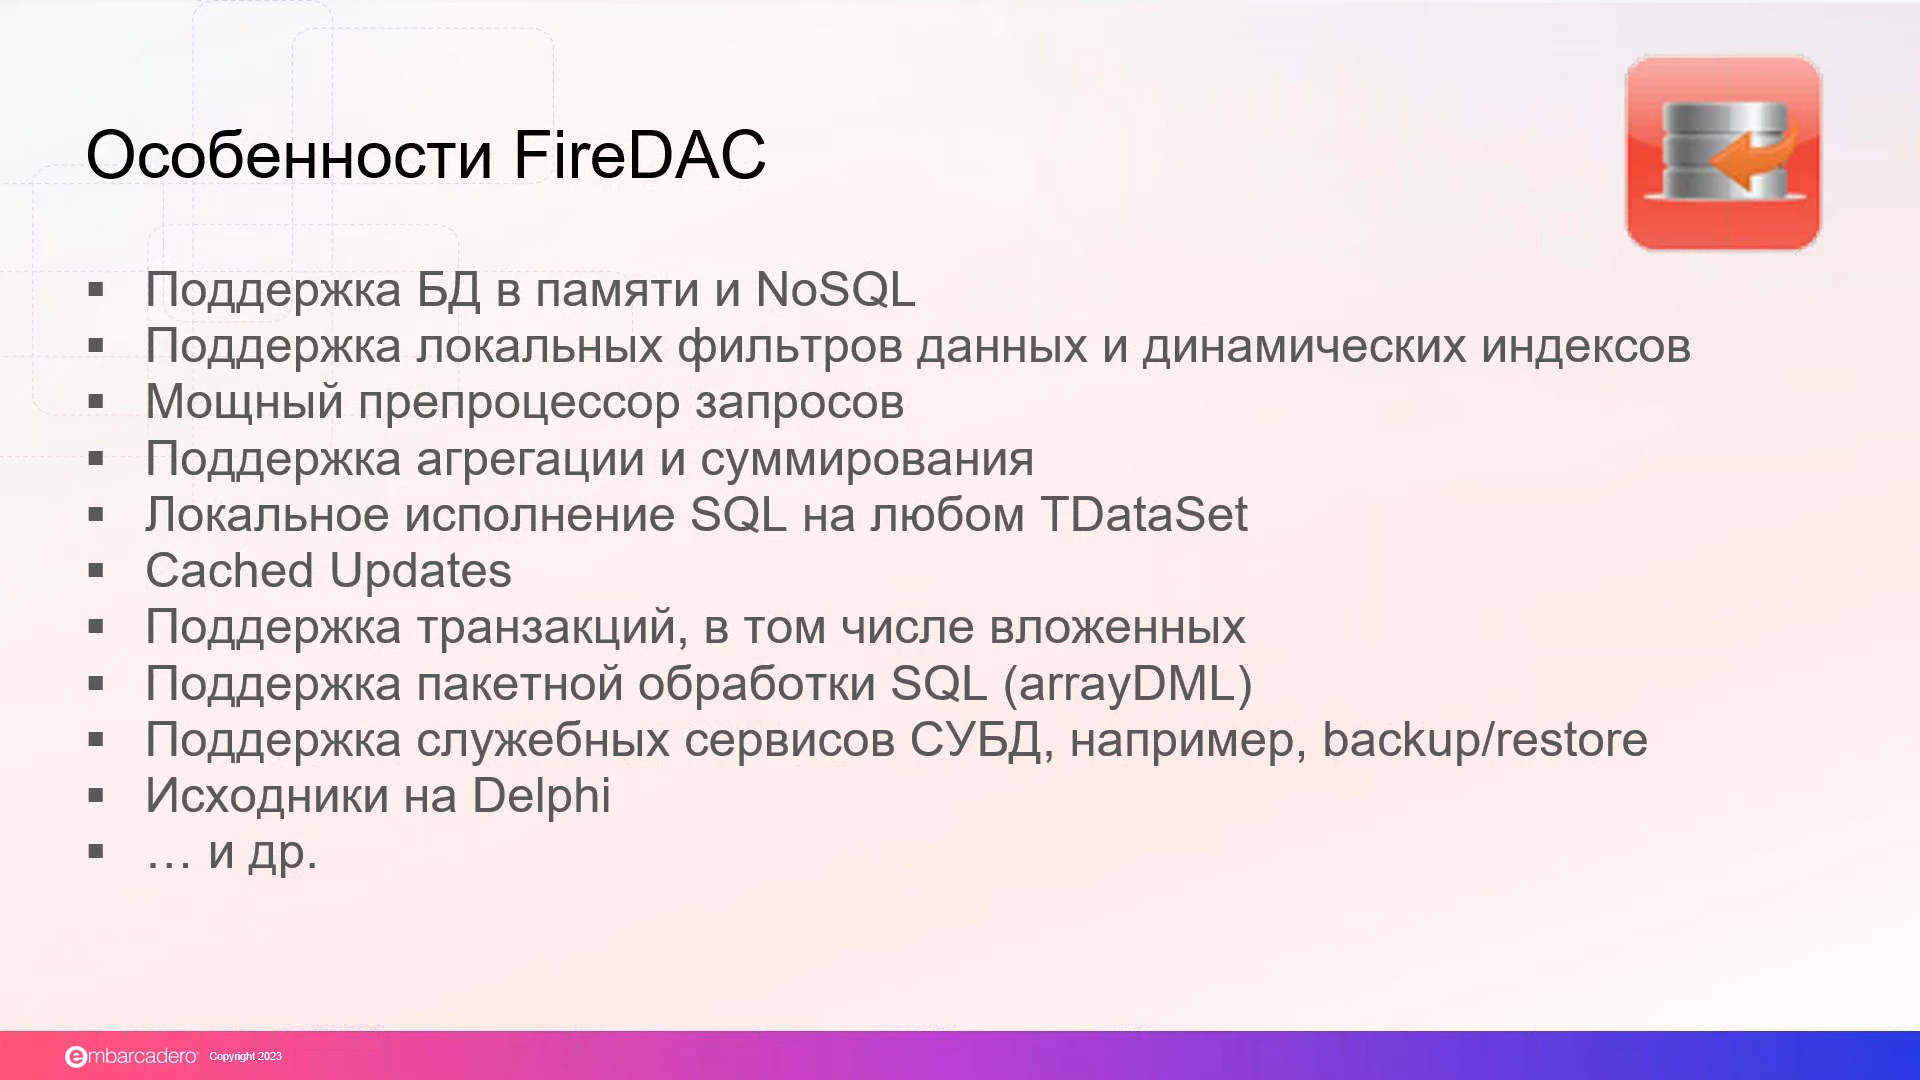 Особенности FireDAC
▪ Поддержка БД в памяти и NoSQL
▪ Поддержка локальных фильтров данных и динамических индексов
▪ Мощный препроцессор запросов
▪ Поддержка агрегации и суммирования
▪ Локальное исполнение SQL на любом TDataSet
▪ Cached Updates
▪ Поддержка транзакций, в том числе вложенных
▪ Поддержка пакетной обработки SQL (arrayDML)
▪ Поддержка служебных сервисов СУБД, например, backup/restore
▪ Исходники на Delphi
▪ … и др.
embarcadero Copyright 2023